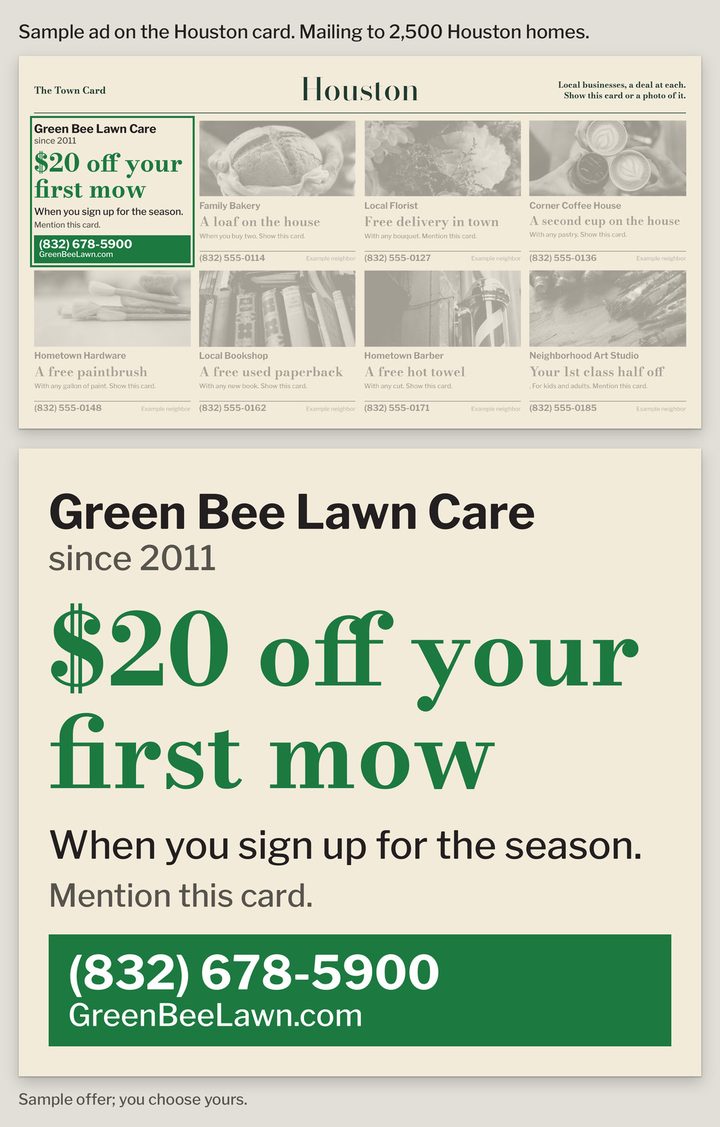 Sample ad on the Houston card. Mailing to 2,500 Houston homes.
The Town Card
Houston
Local businesses, a deal at each.
Show this card or a photo of it.
Green Bee Lawn Care
since 2011
$20 off your
first mow
When you sign up for the season.
Mention this card.
(832) 678-5900
GreenBeeLawn.com
Family Bakery
A loaf on the house
When you buy two. Show this card.
(832) 555-0114
Example neighbor
Local Florist
Free delivery in town
With any bouquet. Mention this card.
(832) 555-0127
Example neighbor
Corner Coffee House
A second cup on the house
With any pastry. Show this card.
(832) 555-0136
Example neighbor
Hometown Hardware
A free paintbrush
With any gallon of paint. Show this card.
(832) 555-0148
Example neighbor
Local Bookshop
A free used paperback
With any new book. Show this card.
(832) 555-0162
Example neighbor
Hometown Barber
A free hot towel
With any cut. Show this card.
(832) 555-0171
Example neighbor
Neighborhood Art Studio
Your 1st class half off
For kids and adults. Mention this card.
(832) 555-0185
Example neighbor
Green Bee Lawn Care
since 2011
$20 off your
first mow
When you sign up for the season.
Mention this card.
(832) 678-5900
GreenBeeLawn.com
Sample offer; you choose yours.